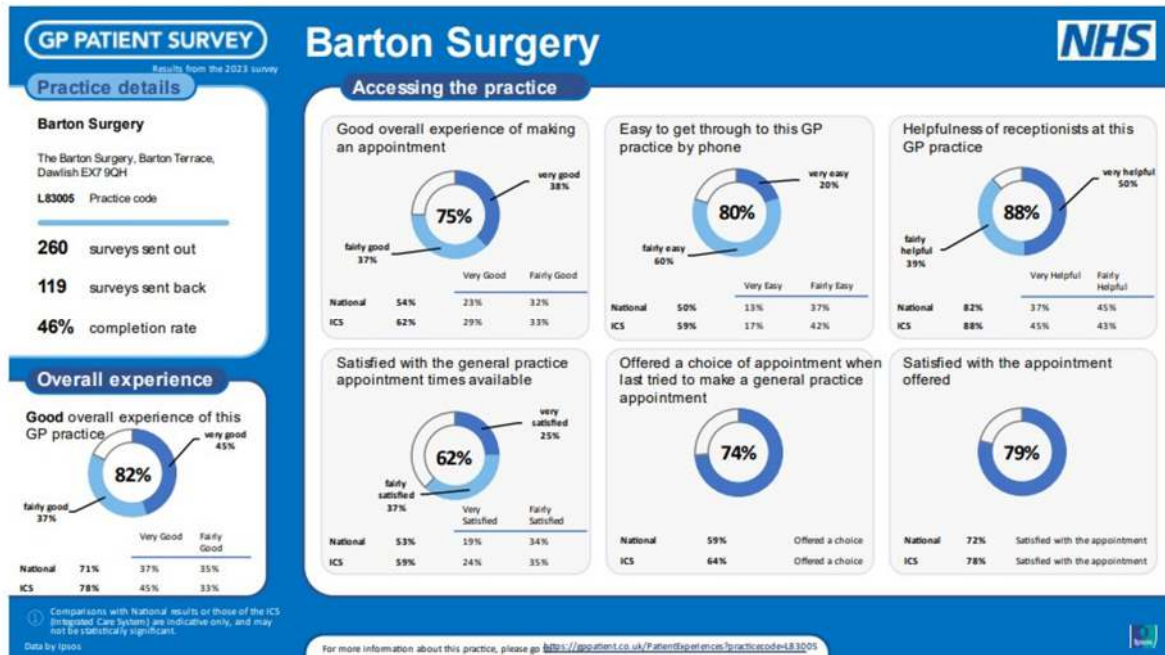 GP PATIENT SURVEY
Results from the 2023 survey
Barton Surgery
NHS
Practice details
Barton Surgery
The Barton Surgery, Barton Terrace,
Dawlish EX7 9QH
L83005 Practice code
260 surveys sent out
119 surveys sent back
46% completion rate
Overall experience
Good overall experience of this
GP practice
very good
45%
82%
fairly good
37%
Very Good Fairly
Good
National 71% 37% 35%
ICS 78% 45% 33%
Accessing the practice
Good overall experience of making
an appointment
very good
38%
75%
fairly good
37%
Very Good Fairly Good
National 54% 23% 32%
ICS 62% 29% 33%
Easy to get through to this GP
practice by phone
very easy
20%
80%
fairly easy
60%
Very Easy Fairly Easy
National 50% 13% 37%
ICS 59% 17% 42%
Helpfulness of receptionists at this
GP practice
very helpful
50%
88%
fairly
helpful
39%
Very Helpful Fairly
Helpful
National 82% 37% 45%
ICS 88% 45% 43%
Satisfied with the general practice
appointment times available
very
satisfied
25%
62%
fairly
satisfied
37%
Very
Satisfied
Fairly
Satisfied
National 53% 19% 34%
ICS 59% 24% 35%
Offered a choice of appointment when
last tried to make a general practice
appointment
74%
National 59% Offered a choice
ICS 64% Offered a choice
Satisfied with the appointment
offered
79%
National 72% Satisfied with the appointment
ICS 78% Satisfied with the appointment
Comparisons with National results or those of the ICS
(Integrated Care System) are indicative only, and may
not be statistically significant.
Data by Ipsos
For more information about this practice, please go https://gppatient.co.uk/PatientExperiences?practicecode=L83005
Ipsos